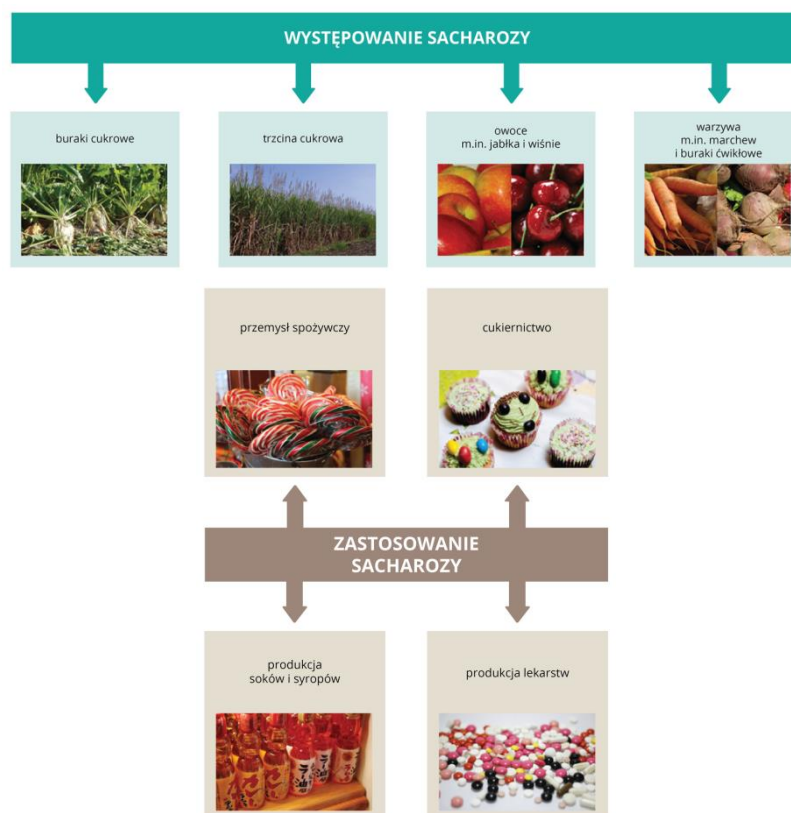 WYSTĘPOWANIE SACHAROZY
buraki cukrowe
trzcina cukrowa
owoce
m.in. jabłka i wiśnie
warzywa
m.in. marchew
i buraki ćwikłowe
przemysł spożywczy
cukiernictwo
ZASTOSOWANIE
SACHAROZY
produkcja
soków i syropów
produkcja lekarstw